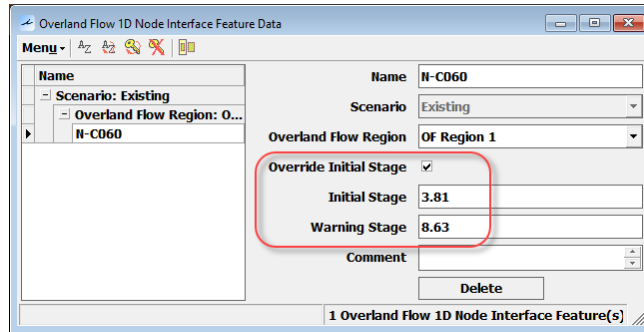 Overland Flow 1D Node Interface Feature Data
Menu
Name
Scenario: Existing
Overland Flow Region: O...
N-C060
Name N-C060
Scenario Existing
Overland Flow Region OF Region 1
Override Initial Stage
Initial Stage 3.81
Warning Stage 8.63
Comment
Delete
1 Overland Flow 1D Node Interface Feature(s)